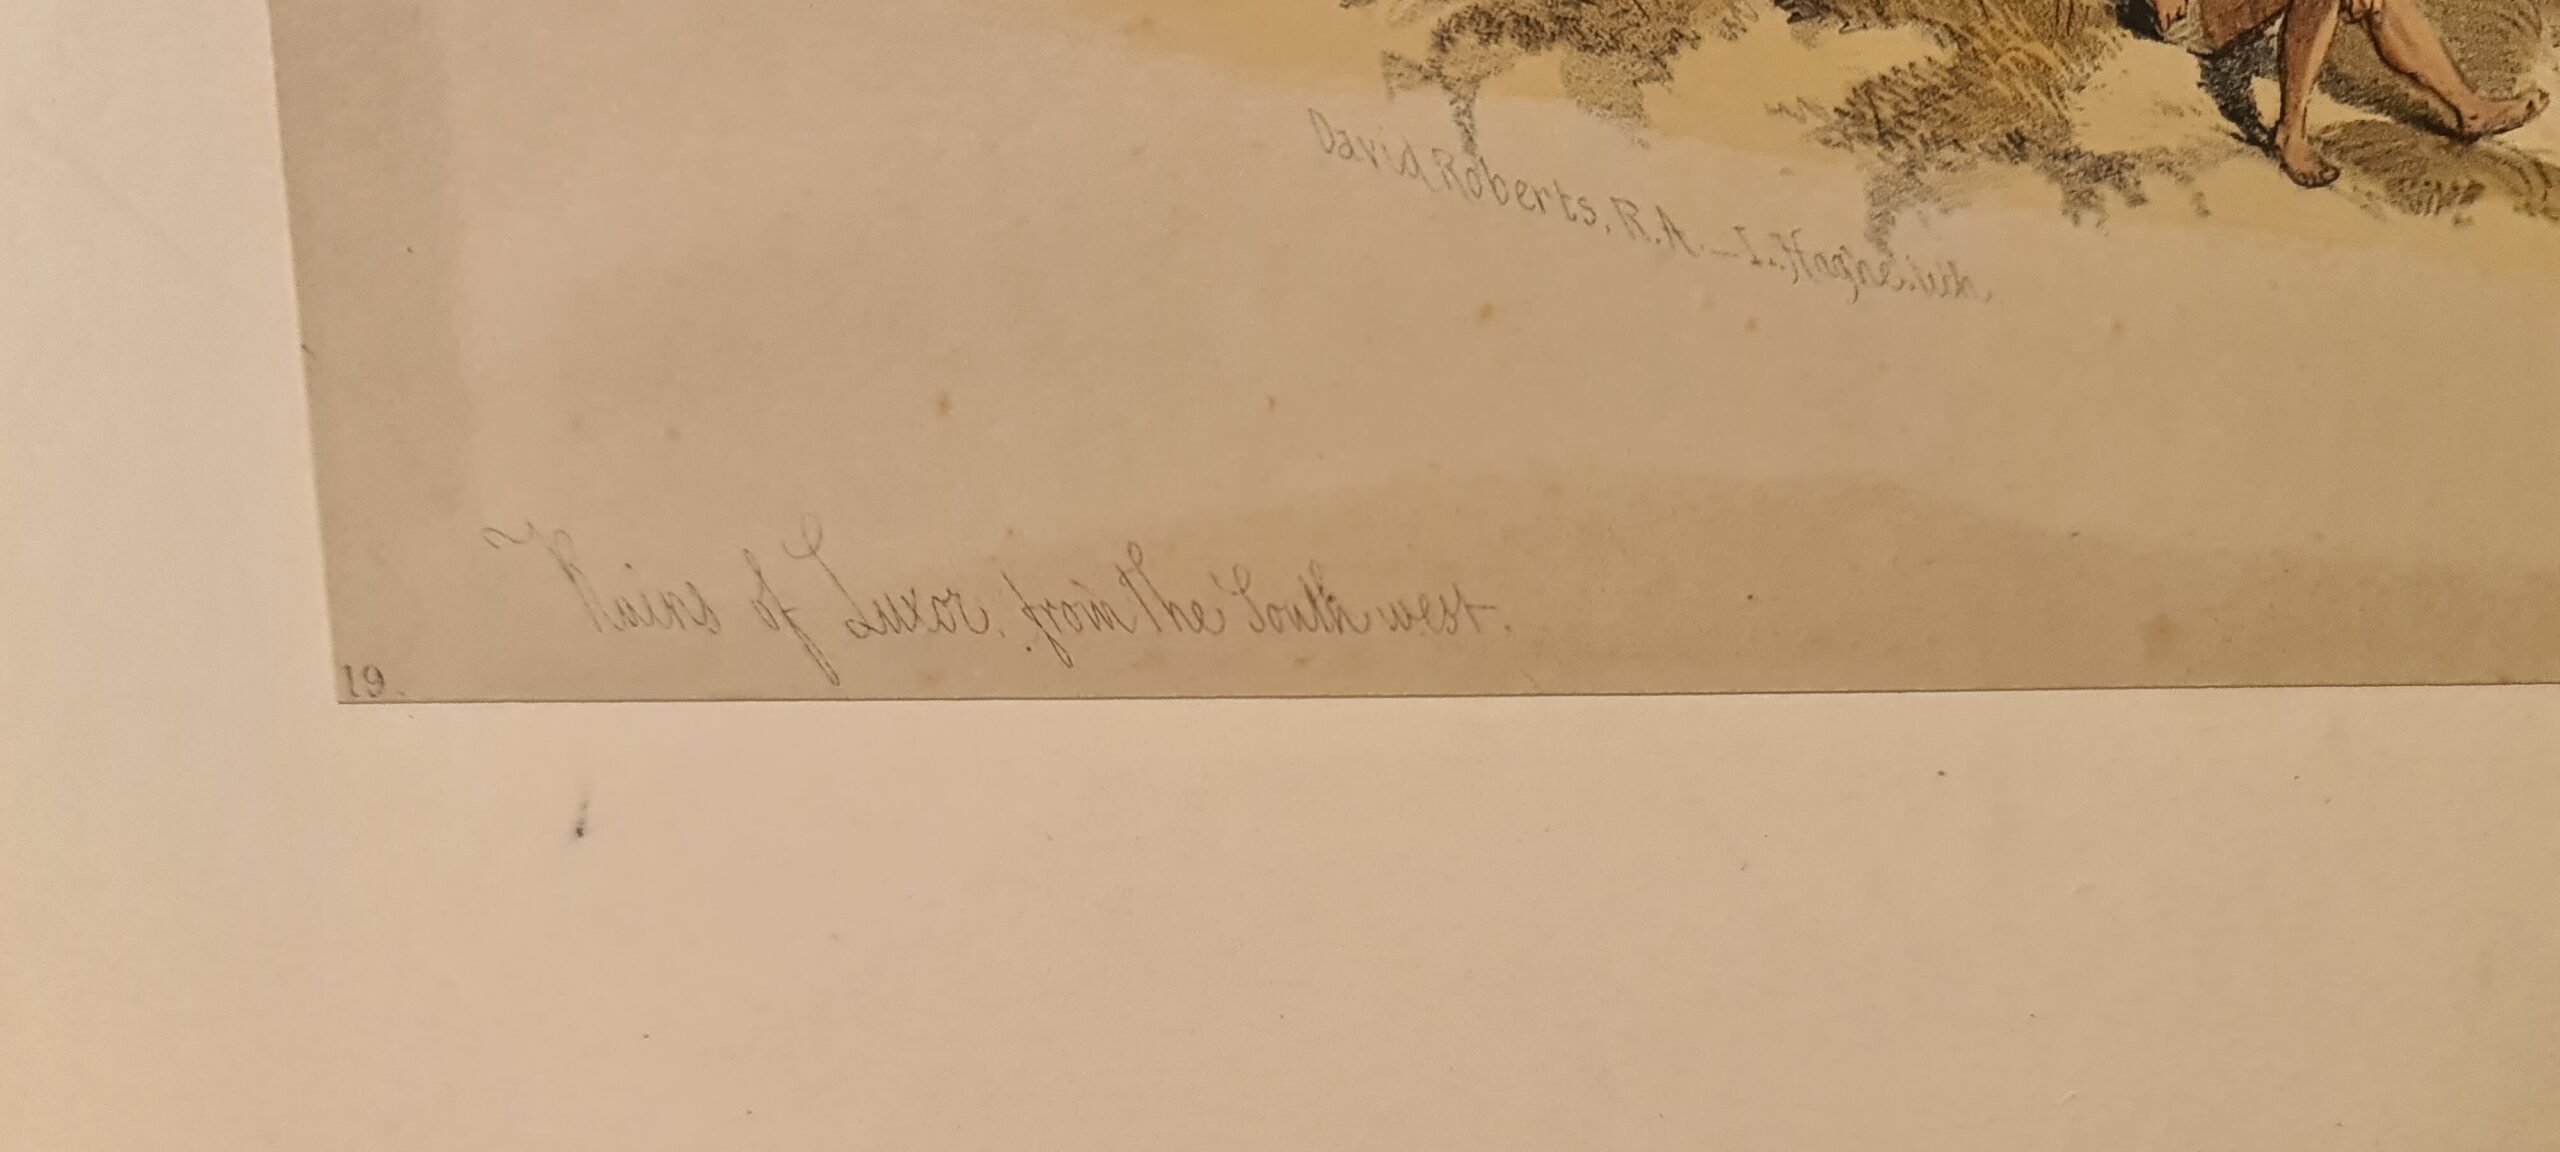 David Roberts, R.A. — L. Haghe. lith.
Ruins of Luxor, from the South west.
19.